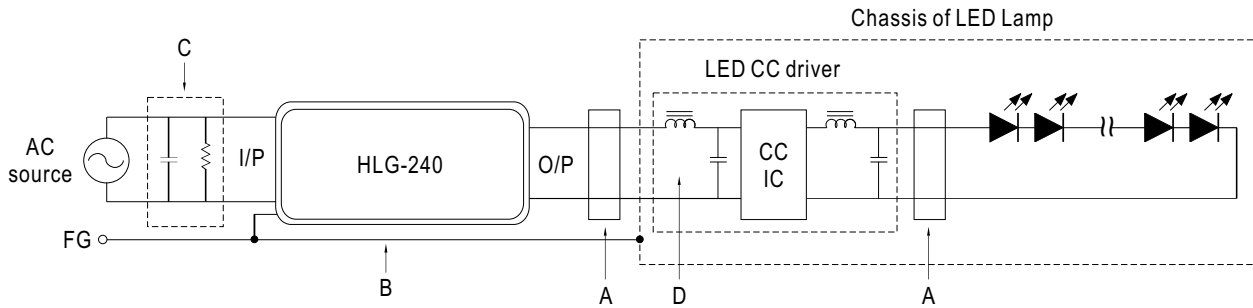 Chassis of LED Lamp
C
LED CC driver
AC
source
I/P
HLG-240
O/P
CC
IC
FG
B
A
D
A